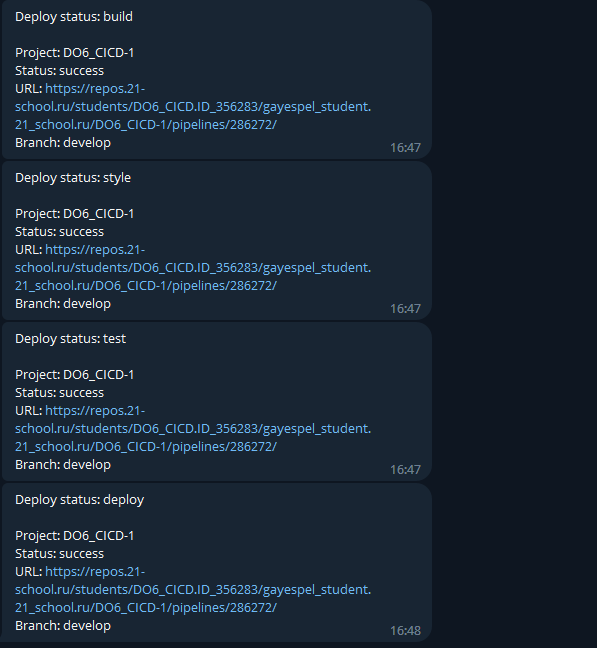 Deploy status: build
Project: DO6_CICD-1
Status: success
URL: https://repos.21-
school.ru/students/DO6_CICD.ID_356283/gayespel_student.
21_school.ru/DO6_CICD-1/pipelines/286272/
Branch: develop
16:47
Deploy status: style
Project: DO6_CICD-1
Status: success
URL: https://repos.21-
school.ru/students/DO6_CICD.ID_356283/gayespel_student.
21_school.ru/DO6_CICD-1/pipelines/286272/
Branch: develop
16:47
Deploy status: test
Project: DO6_CICD-1
Status: success
URL: https://repos.21-
school.ru/students/DO6_CICD.ID_356283/gayespel_student.
21_school.ru/DO6_CICD-1/pipelines/286272/
Branch: develop
16:47
Deploy status: deploy
Project: DO6_CICD-1
Status: success
URL: https://repos.21-
school.ru/students/DO6_CICD.ID_356283/gayespel_student.
21_school.ru/DO6_CICD-1/pipelines/286272/
Branch: develop
16:48